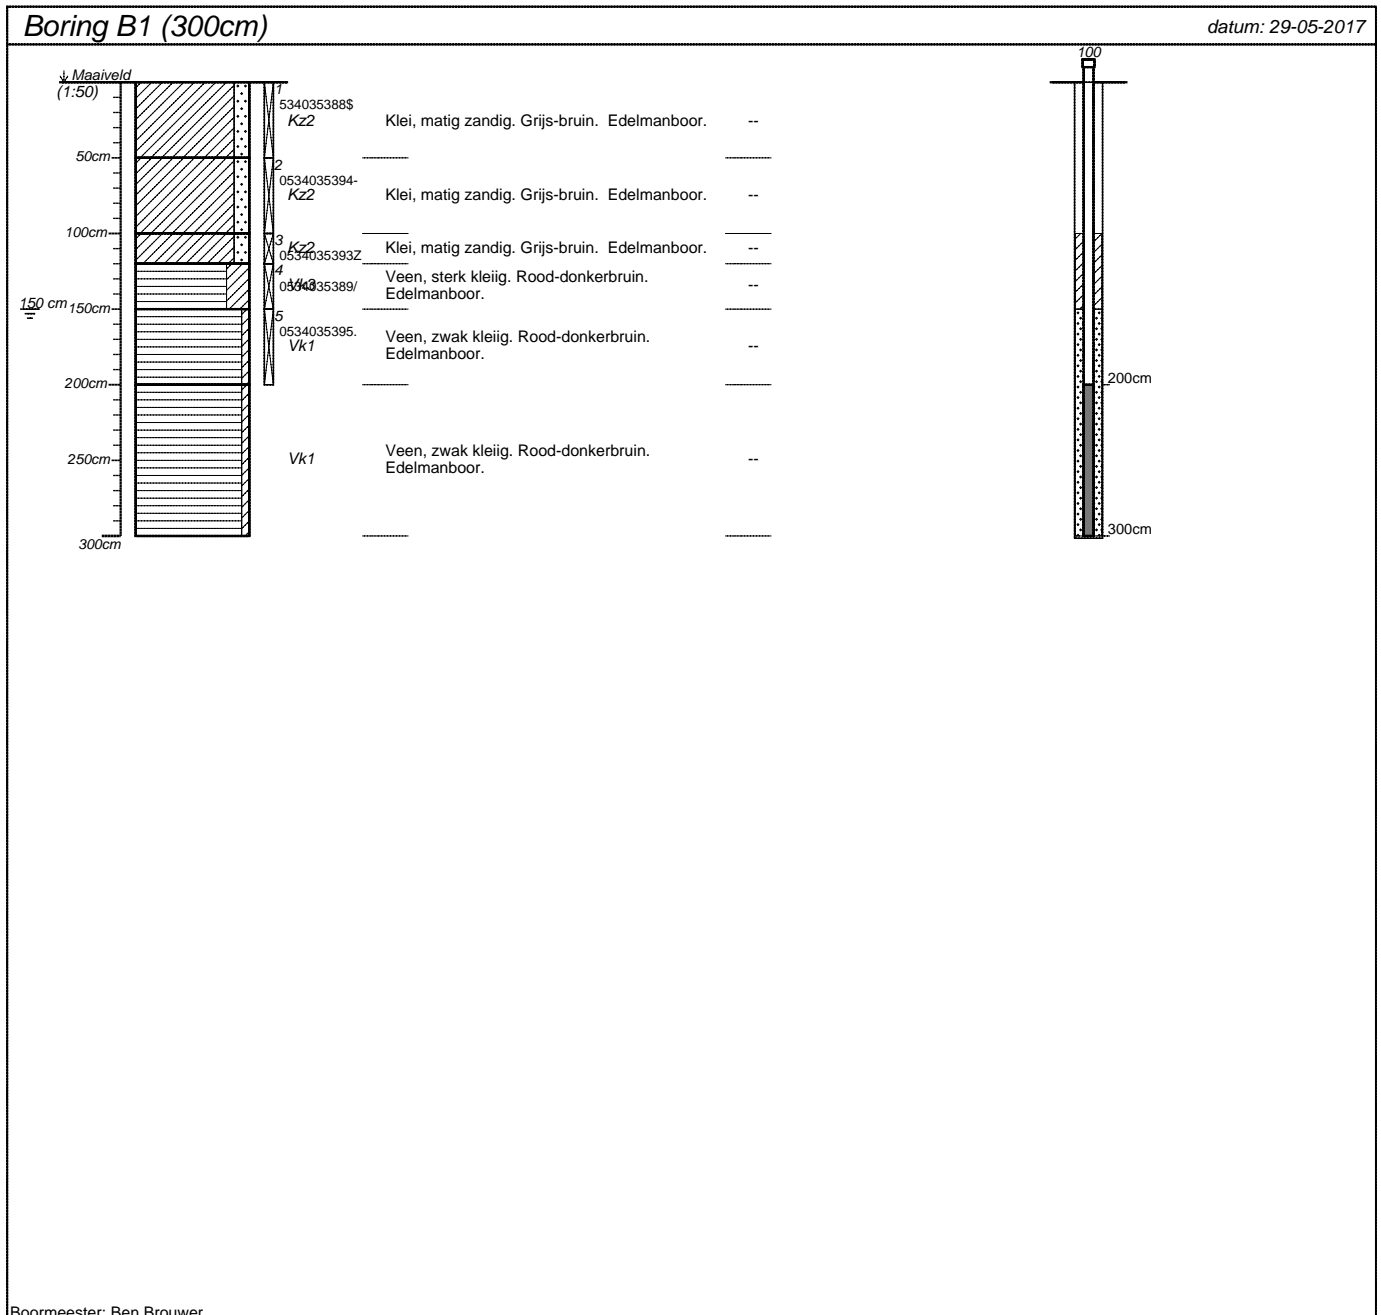 Boring B1 (300cm)
datum: 29-05-2017
100
Maaiveld
(1:50)
1
534035388$
Kz2 Klei, matig zandig. Grijs-bruin. Edelmanboor. --
50cm
2
0534035394-
Kz2 Klei, matig zandig. Grijs-bruin. Edelmanboor. --
100cm
3
Kz2 Klei, matig zandig. Grijs-bruin. Edelmanboor. --
0534035393Z
4
Vk3 Veen, sterk kleiig. Rood-donkerbruin.
Edelmanboor. --
0534035389/
150 cm
150cm
5
0534035395.
Vk1 Veen, zwak kleiig. Rood-donkerbruin.
Edelmanboor. --
200cm
200cm
250cm
Vk1 Veen, zwak kleiig. Rood-donkerbruin.
Edelmanboor. --
300cm
300cm
Boormeester: Ben Brouwer